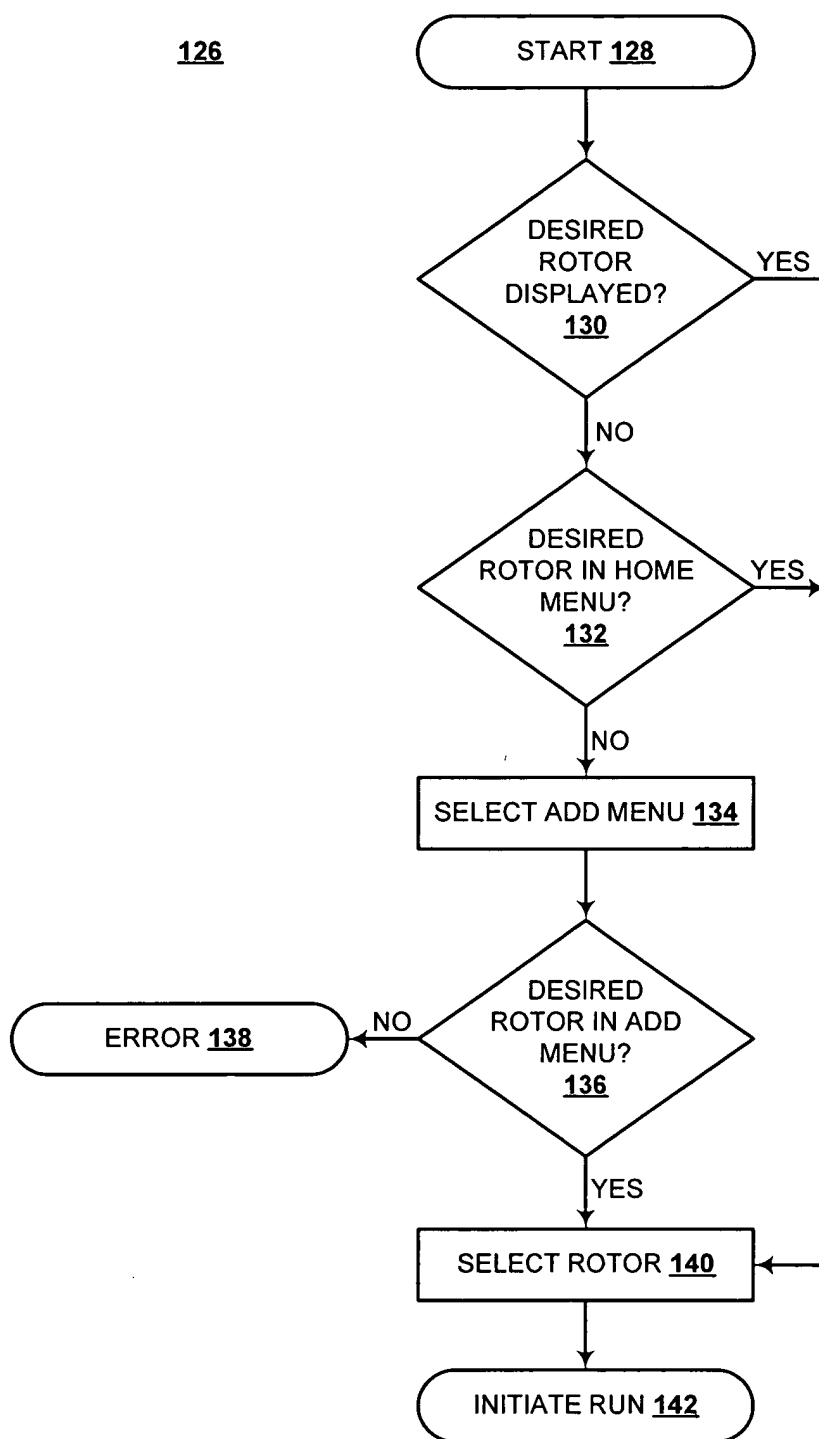 126
START 128
DESIRED
ROTOR
DISPLAYED?
130
YES
NO
DESIRED
ROTOR IN HOME
MENU?
132
YES
NO
SELECT ADD MENU 134
DESIRED
ROTOR IN ADD
MENU?
136
NO
ERROR 138
YES
SELECT ROTOR 140
INITIATE RUN 142